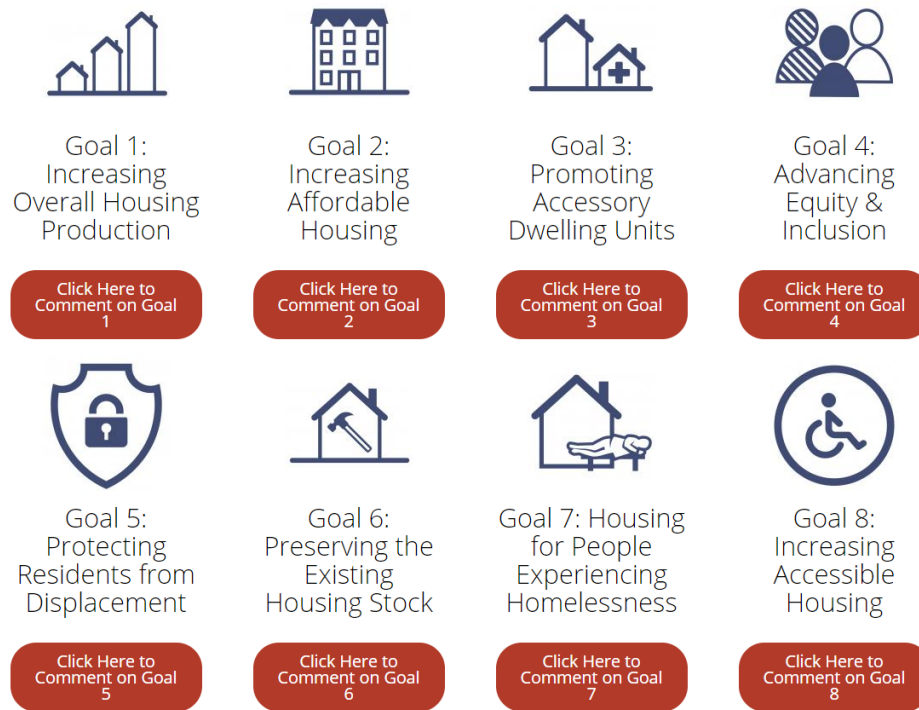 Goal 1:
Increasing
Overall Housing
Production
Click Here to
Comment on Goal
1
Goal 2:
Increasing
Affordable
Housing
Click Here to
Comment on Goal
2
Goal 3:
Promoting
Accessory
Dwelling Units
Click Here to
Comment on Goal
3
Goal 4:
Advancing
Equity &
Inclusion
Click Here to
Comment on Goal
4
Goal 5:
Protecting
Residents from
Displacement
Click Here to
Comment on Goal
5
Goal 6:
Preserving the
Existing
Housing Stock
Click Here to
Comment on Goal
6
Goal 7: Housing
for People
Experiencing
Homelessness
Click Here to
Comment on Goal
7
Goal 8:
Increasing
Accessible
Housing
Click Here to
Comment on Goal
8